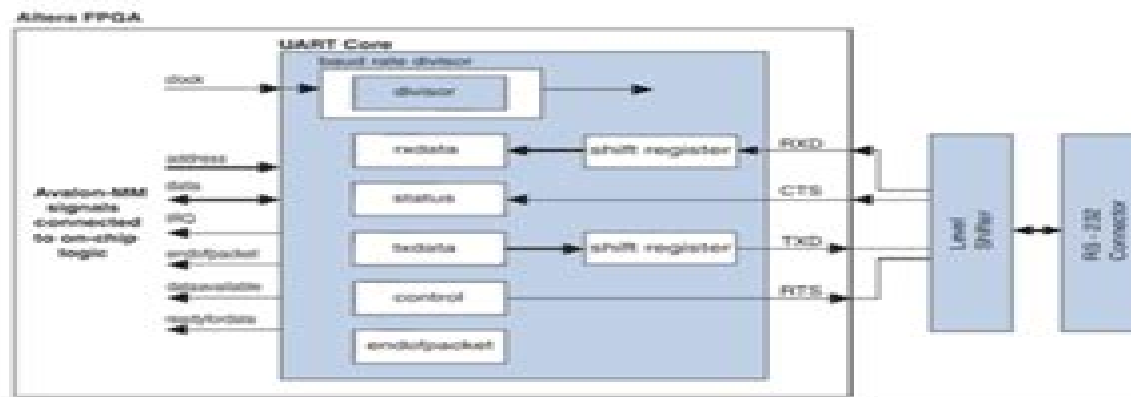 Altera FPGA
UART Core
baud rate divisor
clock
divisor
rxdata
shift register
RXD
address
data
status
CTS
Avalon-MM
signals
connected
to on-chip
logic
IRQ
txdata
shift register
TXD
endofpacket
dataavailable
control
RTS
readyfordata
endofpacket
Level
Shifter
RS - 232
Connector